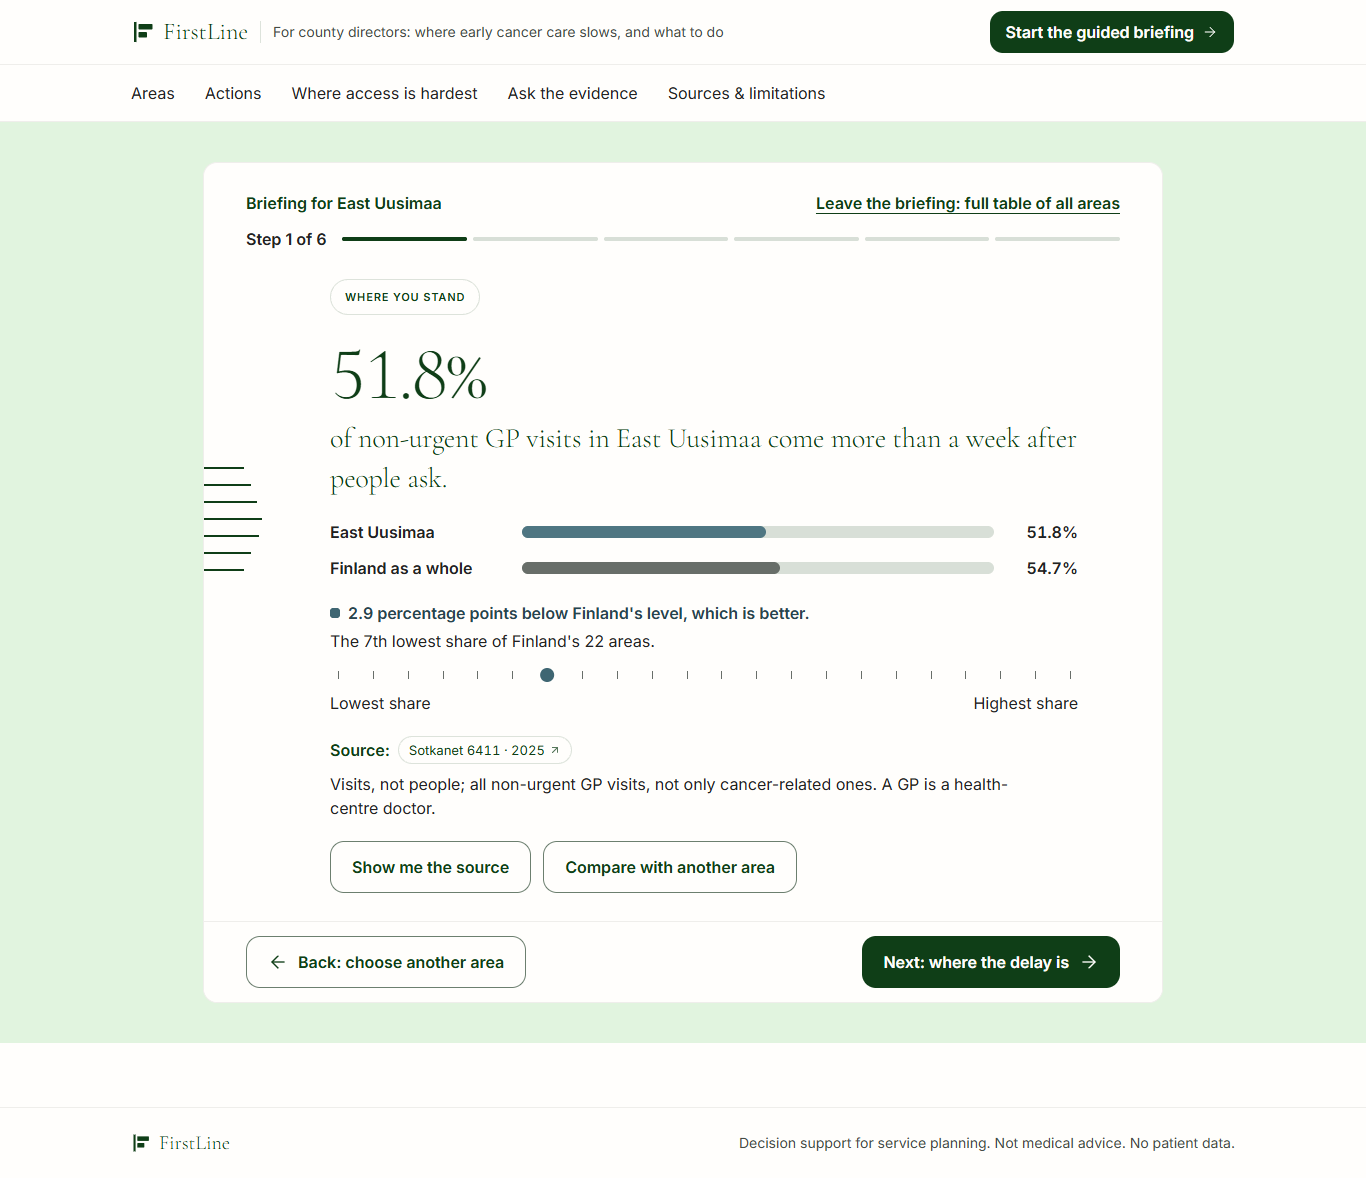 FirstLine
For county directors: where early cancer care slows, and what to do
Start the guided briefing →
Areas
Actions
Where access is hardest
Ask the evidence
Sources & limitations
Briefing for East Uusimaa
Leave the briefing: full table of all areas
Step 1 of 6
WHERE YOU STAND
51.8%
of non-urgent GP visits in East Uusimaa come more than a week after
people ask.
East Uusimaa
51.8%
Finland as a whole
54.7%
2.9 percentage points below Finland's level, which is better.
The 7th lowest share of Finland's 22 areas.
Lowest share
Highest share
Source: Sotkanet 6411 · 2025 ↗
Visits, not people; all non-urgent GP visits, not only cancer-related ones. A GP is a health-
centre doctor.
Show me the source
Compare with another area
← Back: choose another area
Next: where the delay is →
FirstLine
Decision support for service planning. Not medical advice. No patient data.